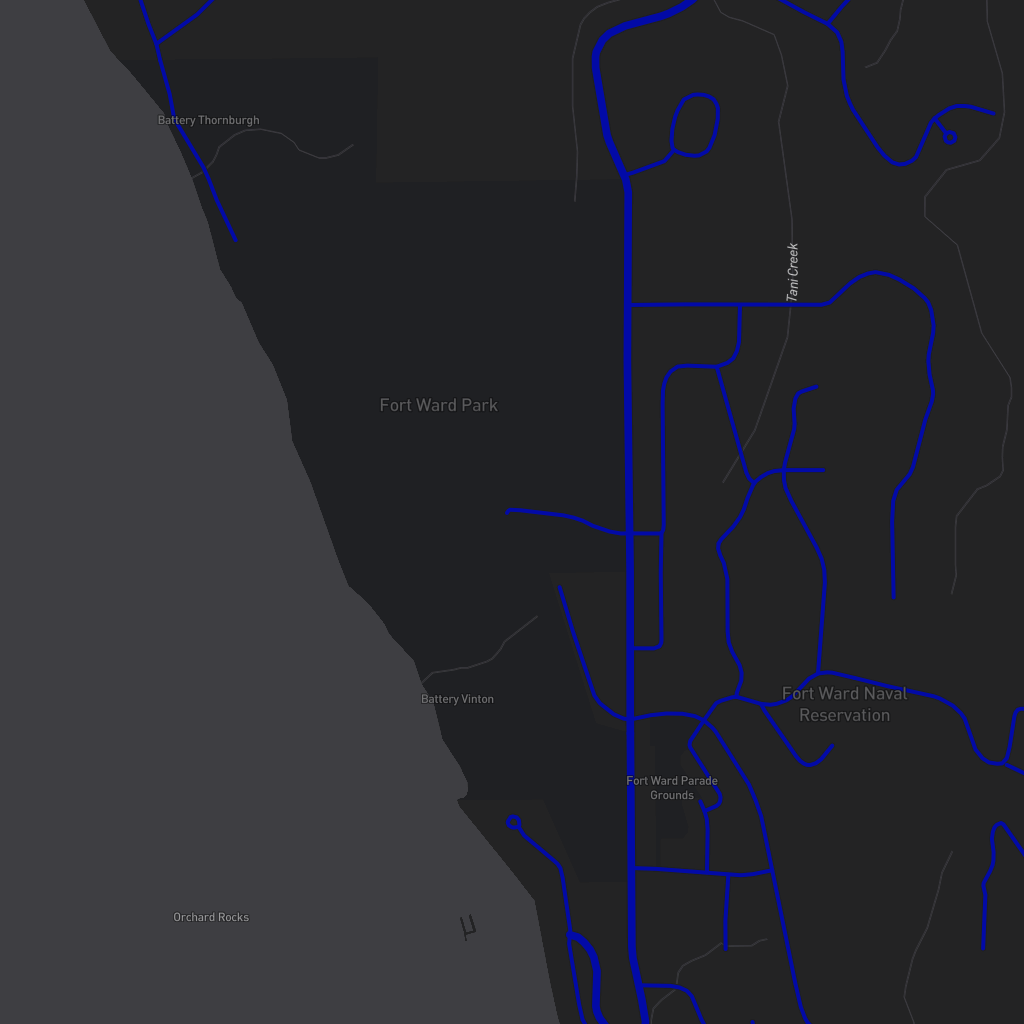 Battery Thornburgh
Tani Creek
Fort Ward Park
Fort Ward Naval
Reservation
Battery Vinton
Fort Ward Parade
Grounds
Orchard Rocks